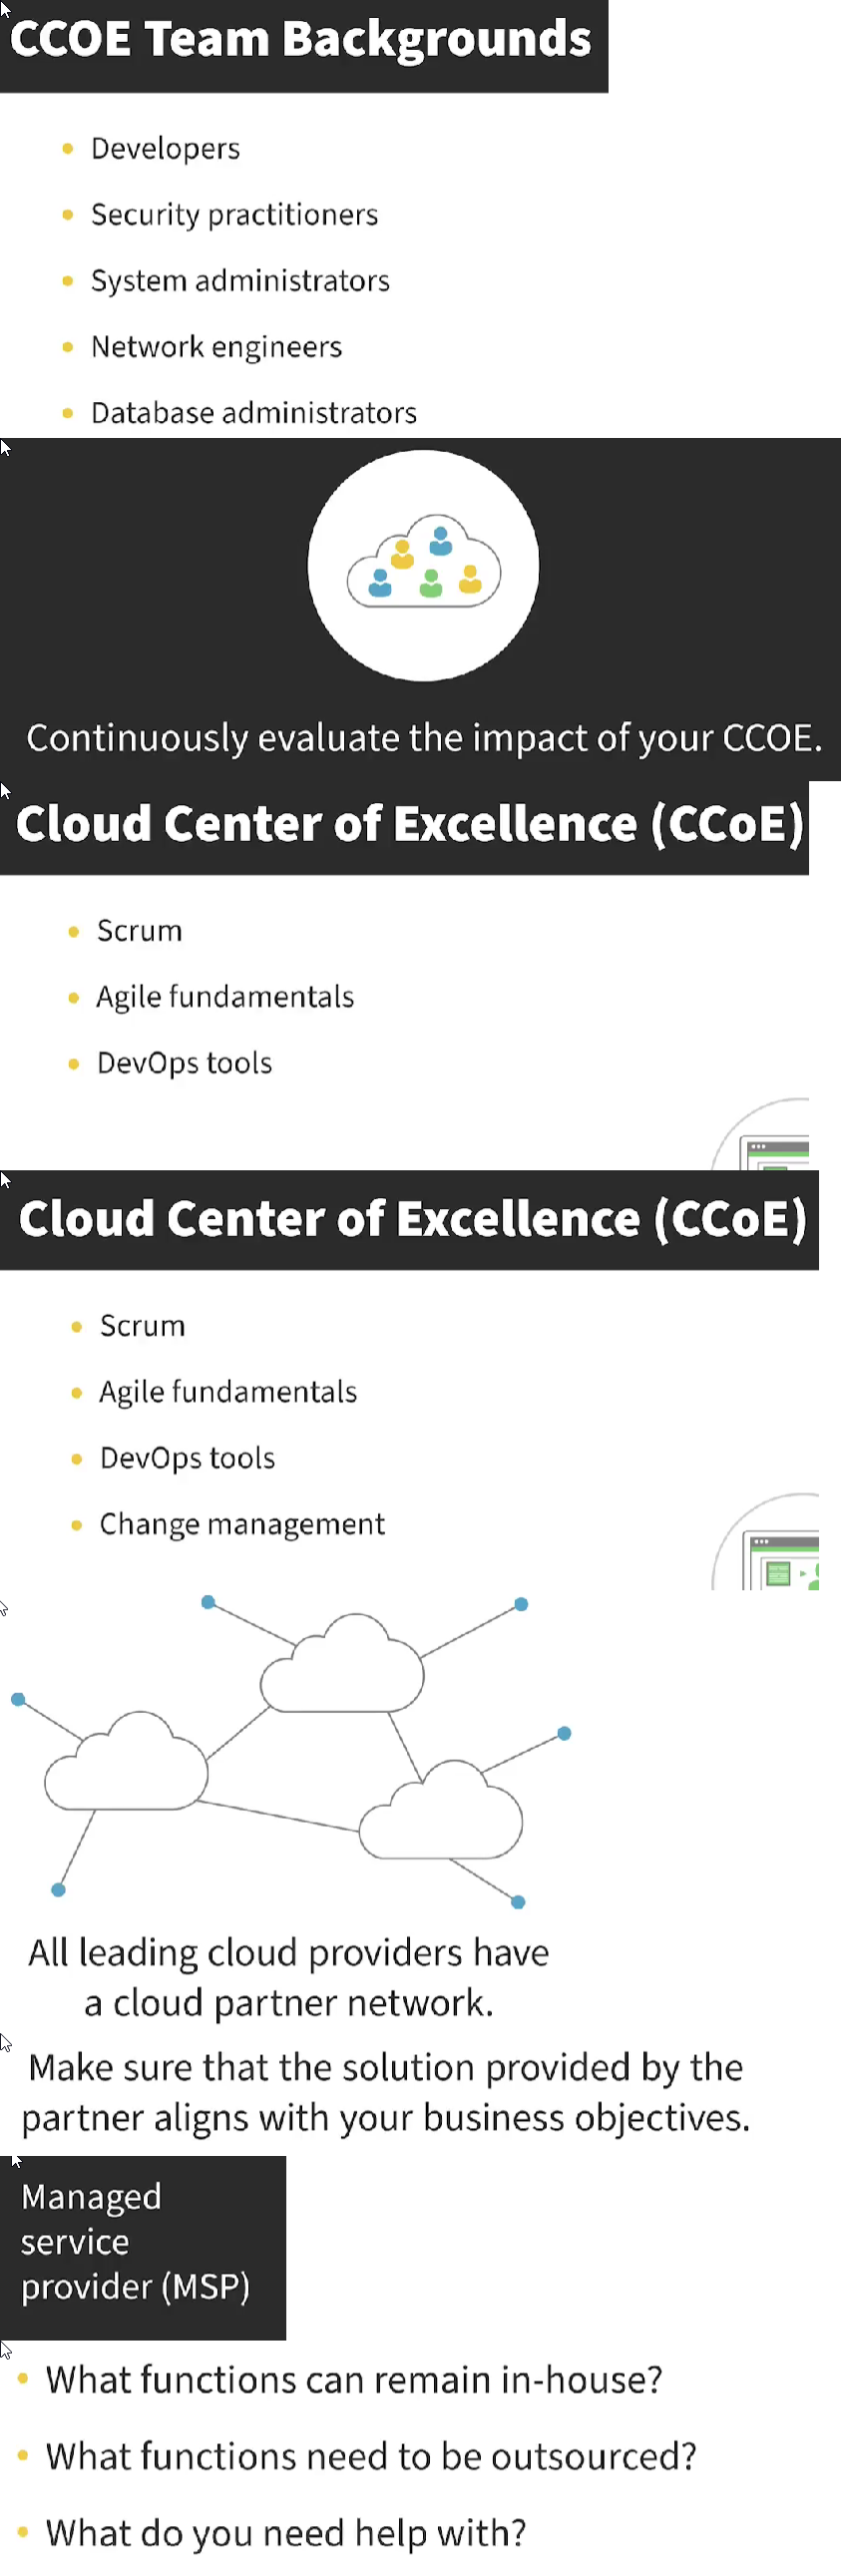 CCOE Team Backgrounds
Developers
Security practitioners
System administrators
Network engineers
Database administrators
Continuously evaluate the impact of your CCOE.
Cloud Center of Excellence (CCoE)
Scrum
Agile fundamentals
DevOps tools
Cloud Center of Excellence (CCoE)
Scrum
Agile fundamentals
DevOps tools
Change management
All leading cloud providers have
a cloud partner network.
Make sure that the solution provided by the
partner aligns with your business objectives.
Managed
service
provider (MSP)
What functions can remain in-house?
What functions need to be outsourced?
What do you need help with?